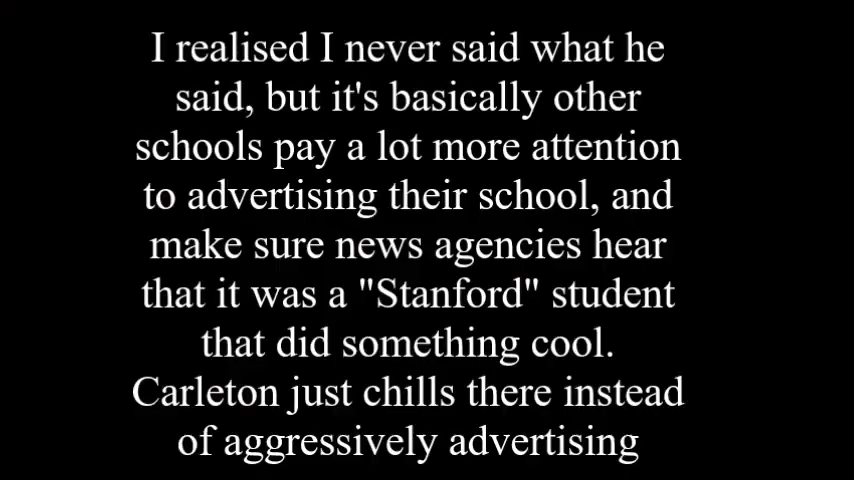 I realised I never said what he
said, but it's basically other
schools pay a lot more attention
to advertising their school, and
make sure news agencies hear
that it was a "Stanford" student
that did something cool.
Carleton just chills there instead
of aggressively advertising